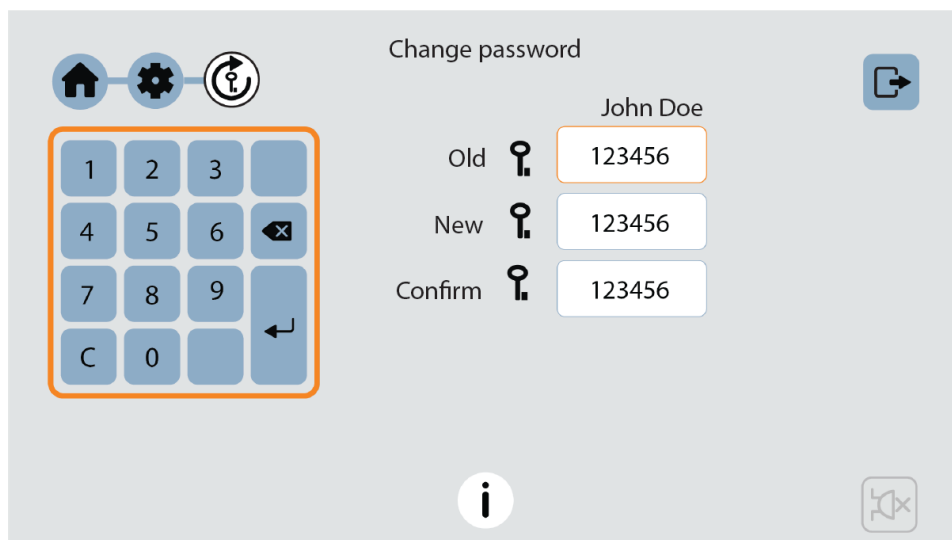 Change password
John Doe
1 2 3
Old 123456
4 5 6
New 123456
7 8 9
Confirm 123456
C 0
i